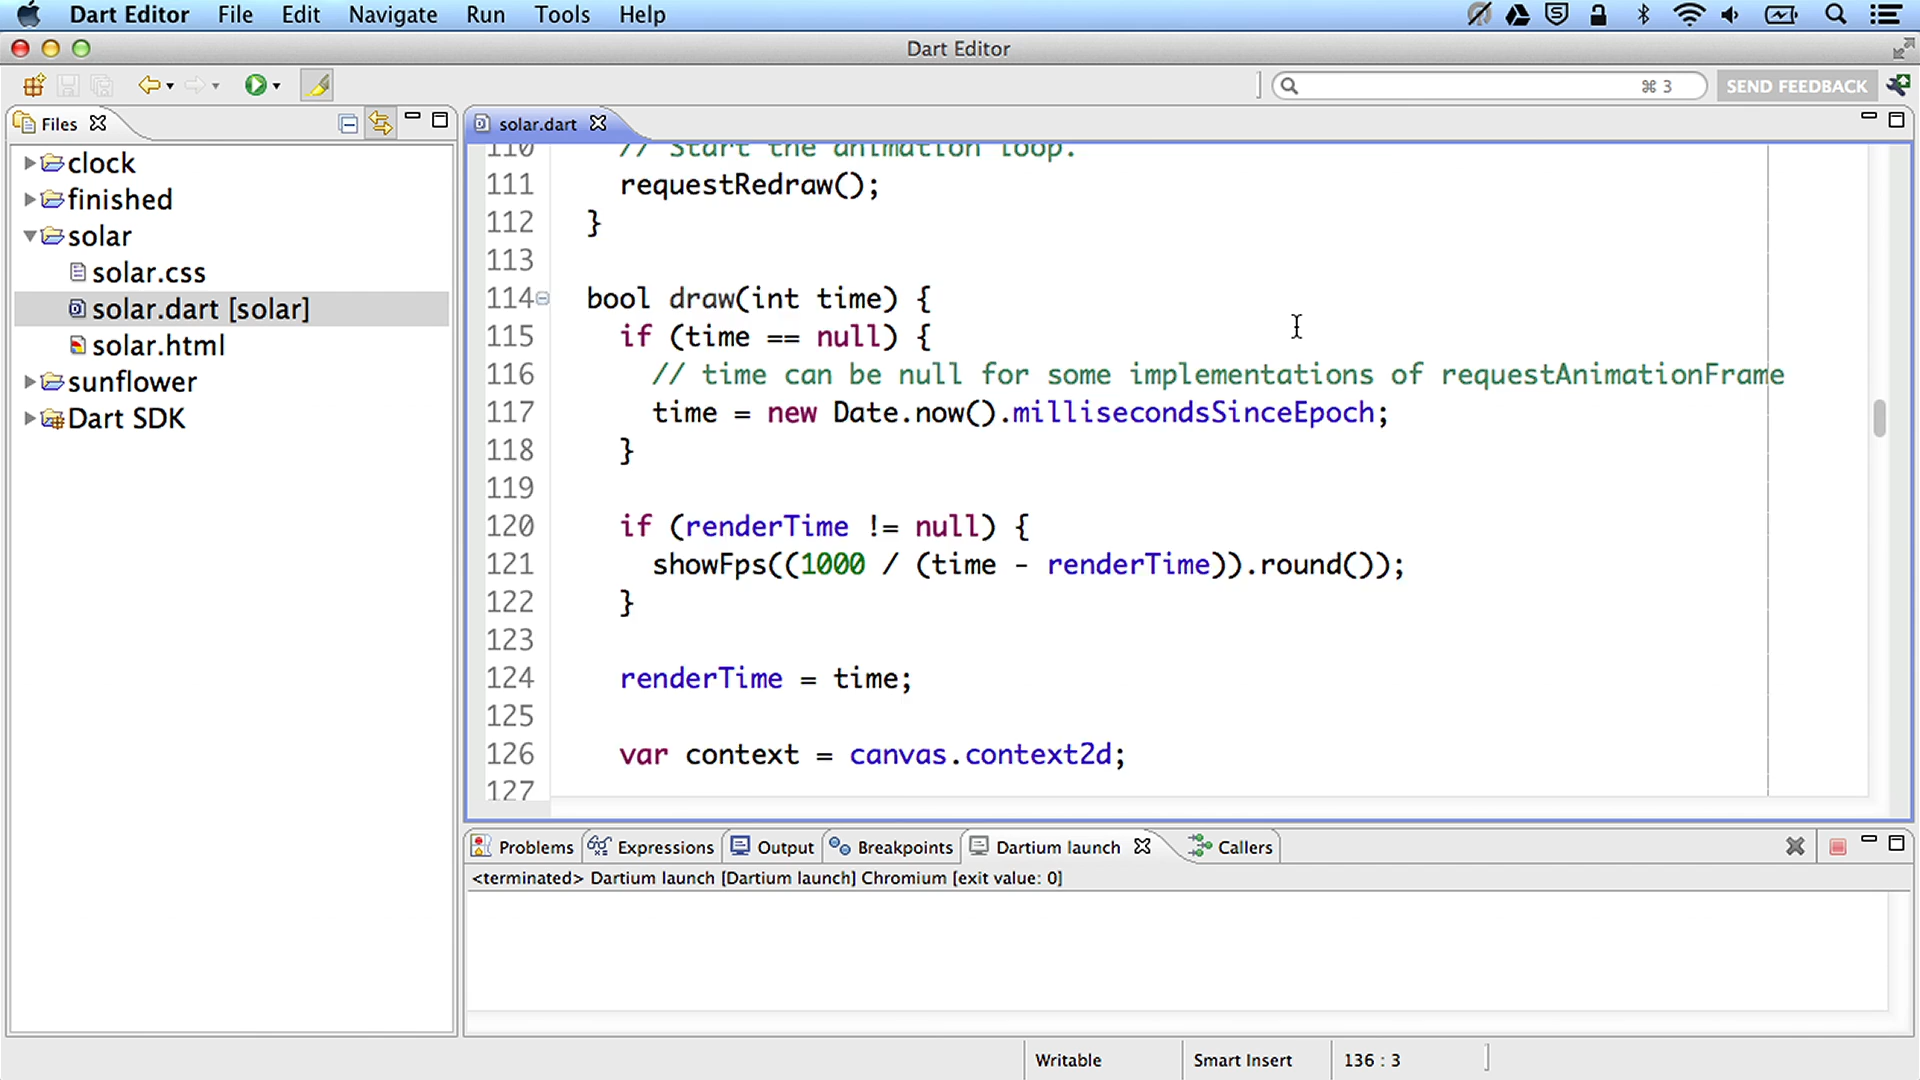 Dart Editor File Edit Navigate Run Tools Help
Dart Editor
⌘ 3 SEND FEEDBACK
Files
clock
finished
solar
solar.css
solar.dart [solar]
solar.html
sunflower
Dart SDK
solar.dart
110 // Start the animation loop.
111 requestRedraw();
112 }
113
114 bool draw(int time) {
115 if (time == null) {
116 // time can be null for some implementations of requestAnimationFrame
117 time = new Date.now().millisecondsSinceEpoch;
118 }
119
120 if (renderTime != null) {
121 showFps((1000 / (time - renderTime)).round());
122 }
123
124 renderTime = time;
125
126 var context = canvas.context2d;
127
Problems Expressions Output Breakpoints Dartium launch Callers
<terminated> Dartium launch [Dartium launch] Chromium [exit value: 0]
Writable Smart Insert 136 : 3